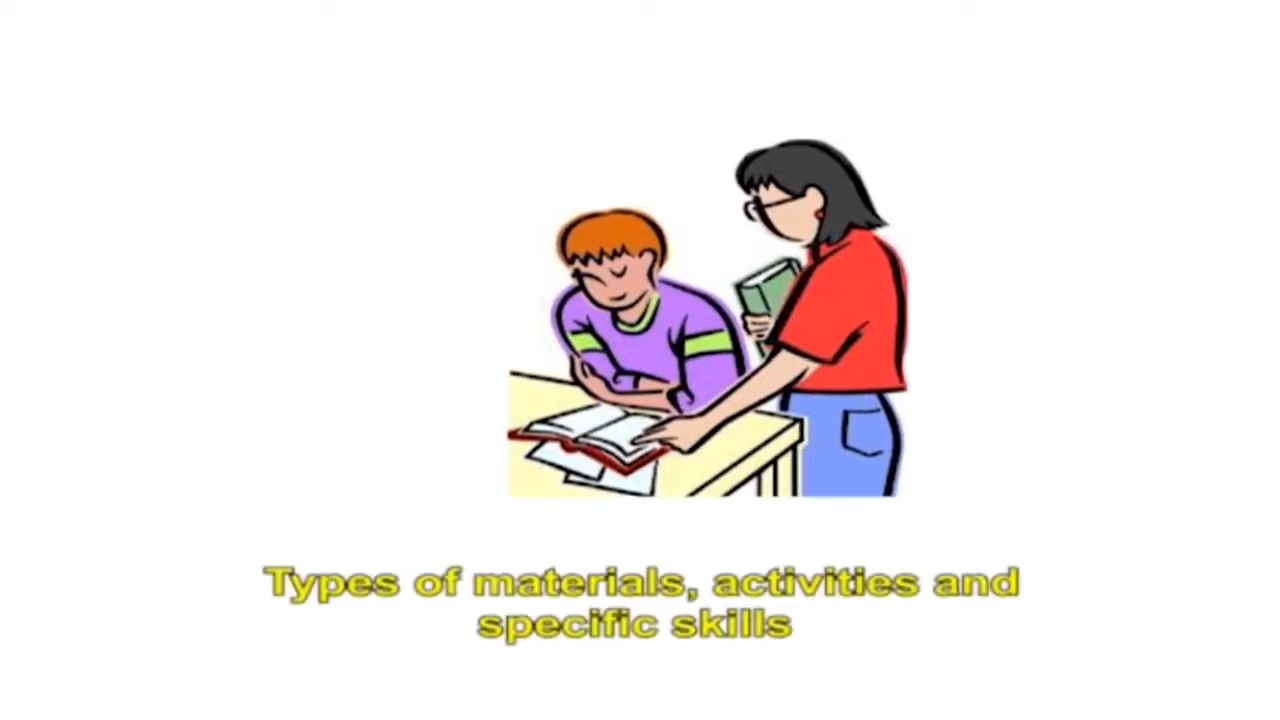 Types of materials, activities and
specific skills